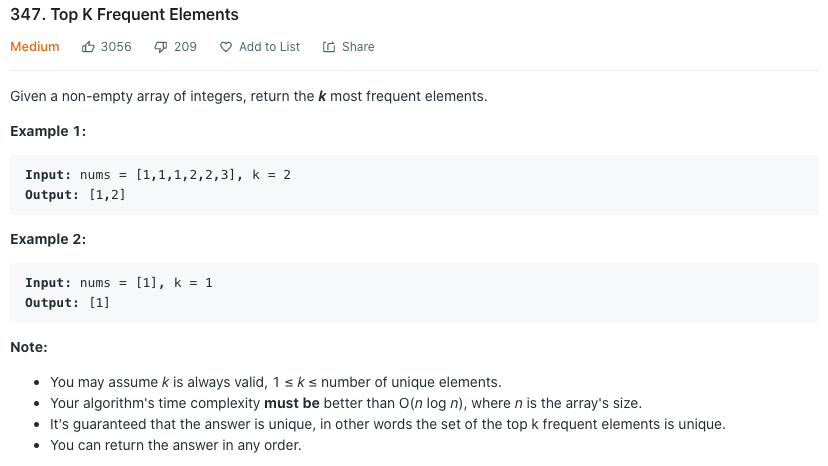 347. Top K Frequent Elements
Medium 3056 209 Add to List Share
Given a non-empty array of integers, return the k most frequent elements.
Example 1:
Input: nums = [1,1,1,2,2,3], k = 2
Output: [1,2]
Example 2:
Input: nums = [1], k = 1
Output: [1]
Note:
• You may assume k is always valid, 1 ≤ k ≤ number of unique elements.
• Your algorithm's time complexity must be better than O(n log n), where n is the array's size.
• It's guaranteed that the answer is unique, in other words the set of the top k frequent elements is unique.
• You can return the answer in any order.